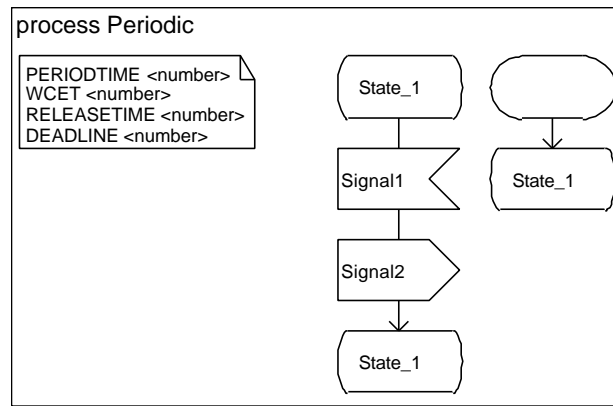 process Periodic
PERIODTIME <number>
WCET <number>
RELEASETIME <number>
DEADLINE <number>
State_1
Signal1
Signal2
State_1
State_1